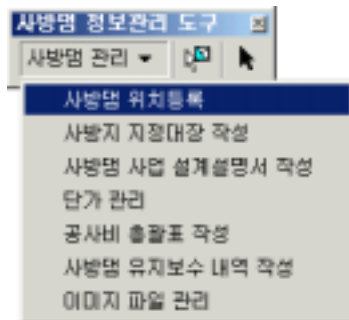 사방댐 정보관리 도구
사방댐 관리
사방댐 위치등록
사방지 지정대장 작성
사방댐 사업 설계설명서 작성
단가 관리
공사비 총괄표 작성
사방댐 유지보수 내역 작성
이미지 파일 관리